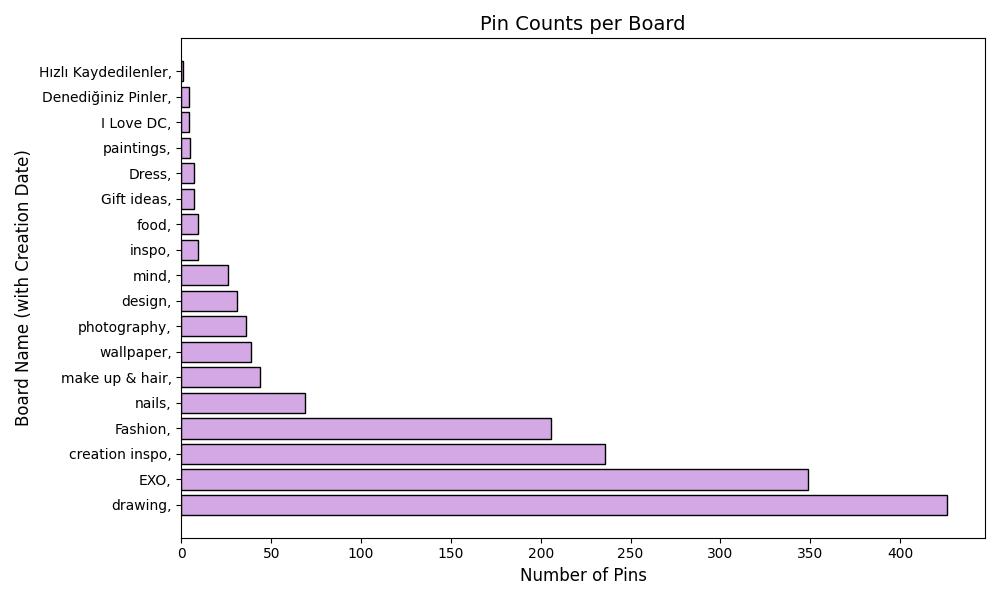 Pin Counts per Board
Board Name (with Creation Date)
Hızlı Kaydedilenler,
Denediğiniz Pinler,
I Love DC,
paintings,
Dress,
Gift ideas,
food,
inspo,
mind,
design,
photography,
wallpaper,
make up & hair,
nails,
Fashion,
creation inspo,
EXO,
drawing,
0 50 100 150 200 250 300 350 400
Number of Pins